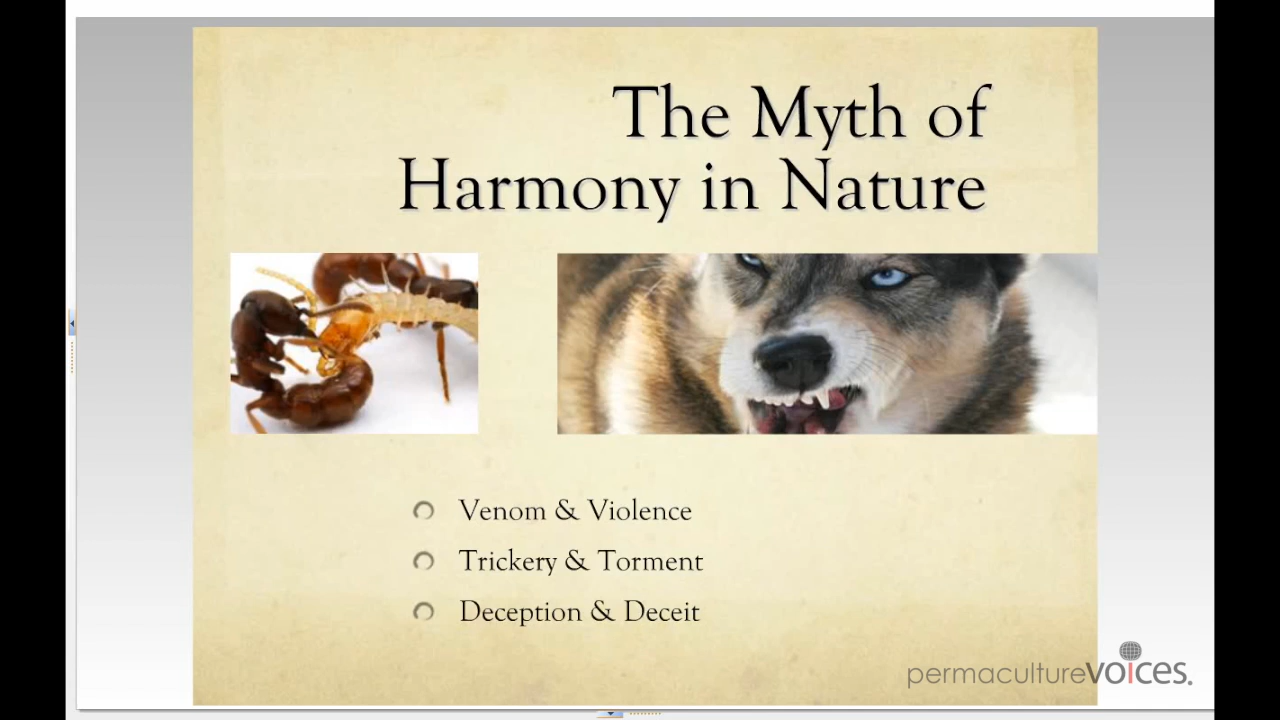 The Myth of
Harmony in Nature
Venom & Violence
Trickery & Torment
Deception & Deceit
permaculturevoices.